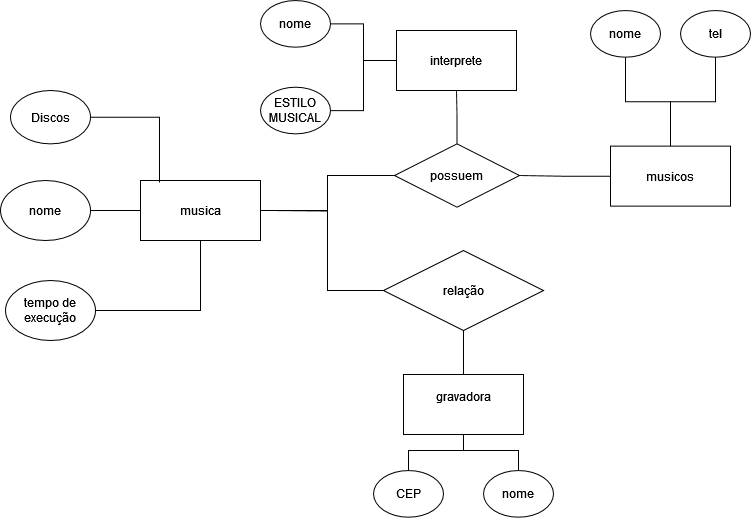 nome
nome
tel
interprete
ESTILO
MUSICAL
Discos
possuem
musicos
nome
musica
tempo de
execução
relação
gravadora
CEP
nome